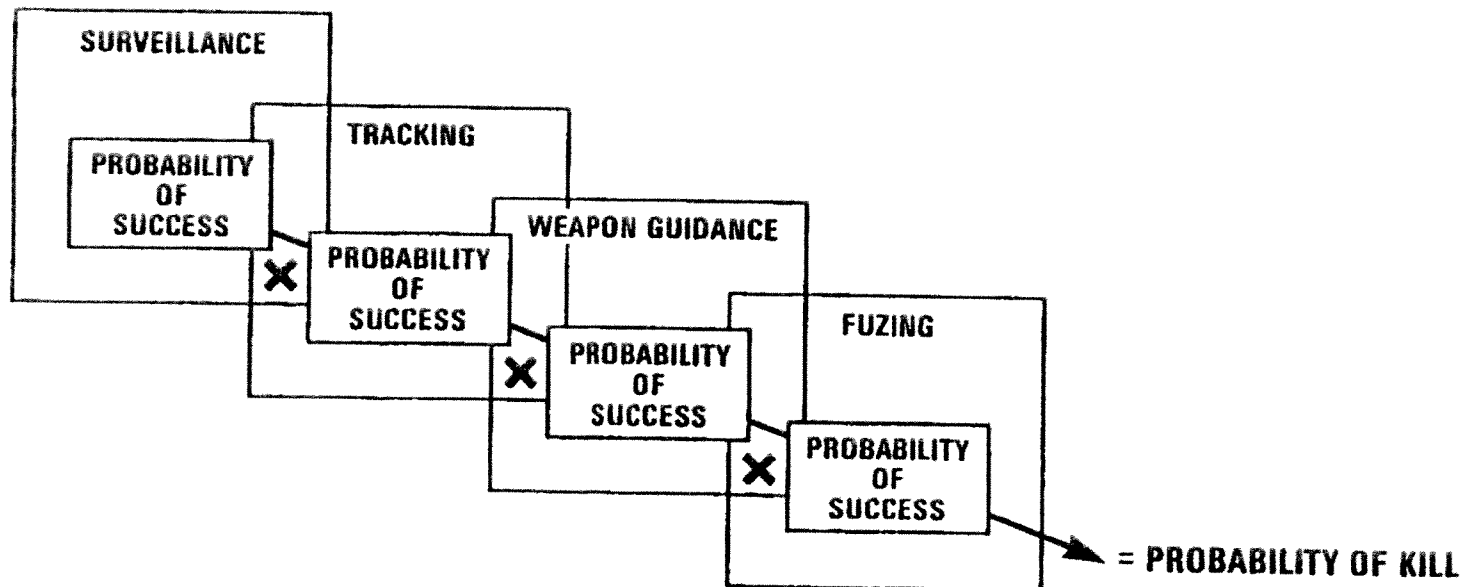 SURVEILLANCE
PROBABILITY
OF
SUCCESS
×
TRACKING
PROBABILITY
OF
SUCCESS
×
WEAPON GUIDANCE
PROBABILITY
OF
SUCCESS
×
FUZING
PROBABILITY
OF
SUCCESS
= PROBABILITY OF KILL